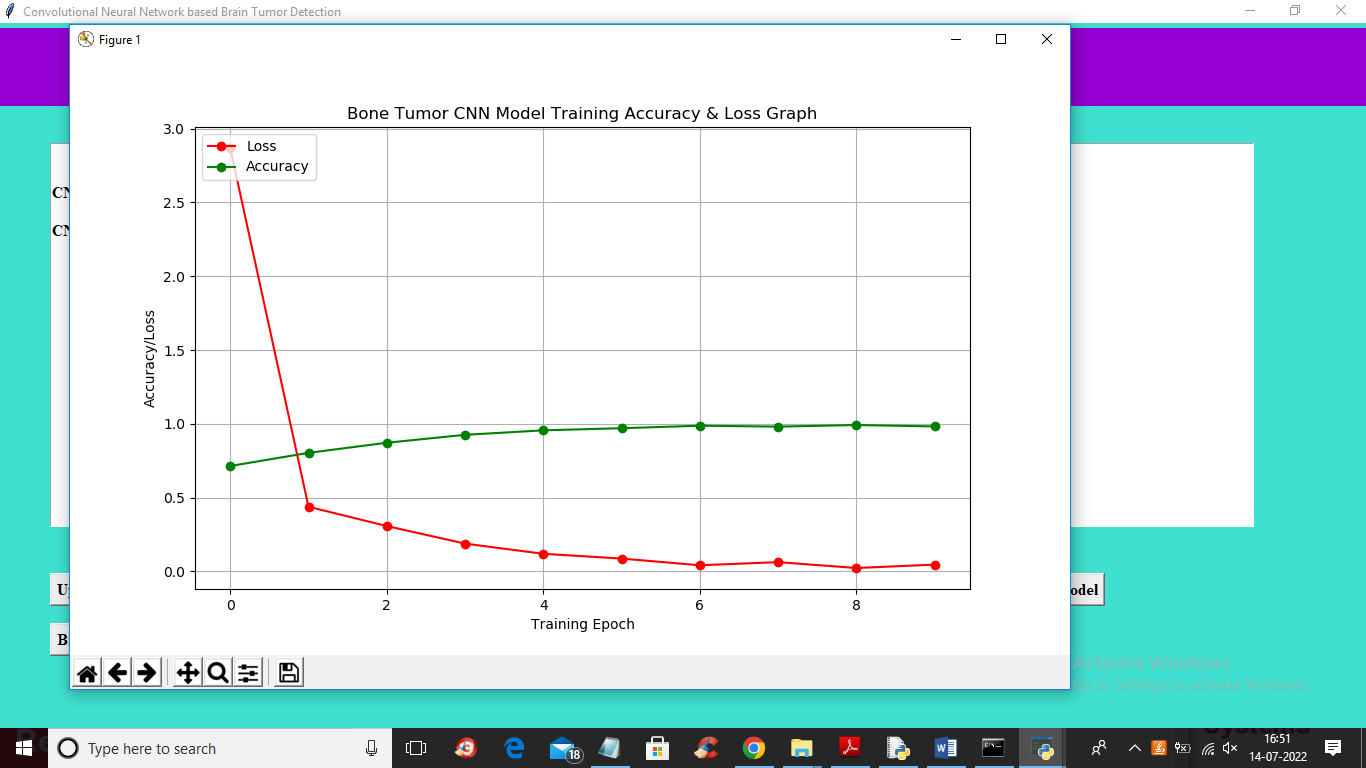 Convolutional Neural Network based Brain Tumor Detection
Figure 1
Bone Tumor CNN Model Training Accuracy & Loss Graph
Loss
Accuracy
3.0
2.5
2.0
1.5
1.0
0.5
0.0
Accuracy/Loss
0 2 4 6 8
Training Epoch
CN
CN
U
odel
B
Activate Windows
Go to Settings to activate Windows.
Type here to search
18
16:51
14-07-2022